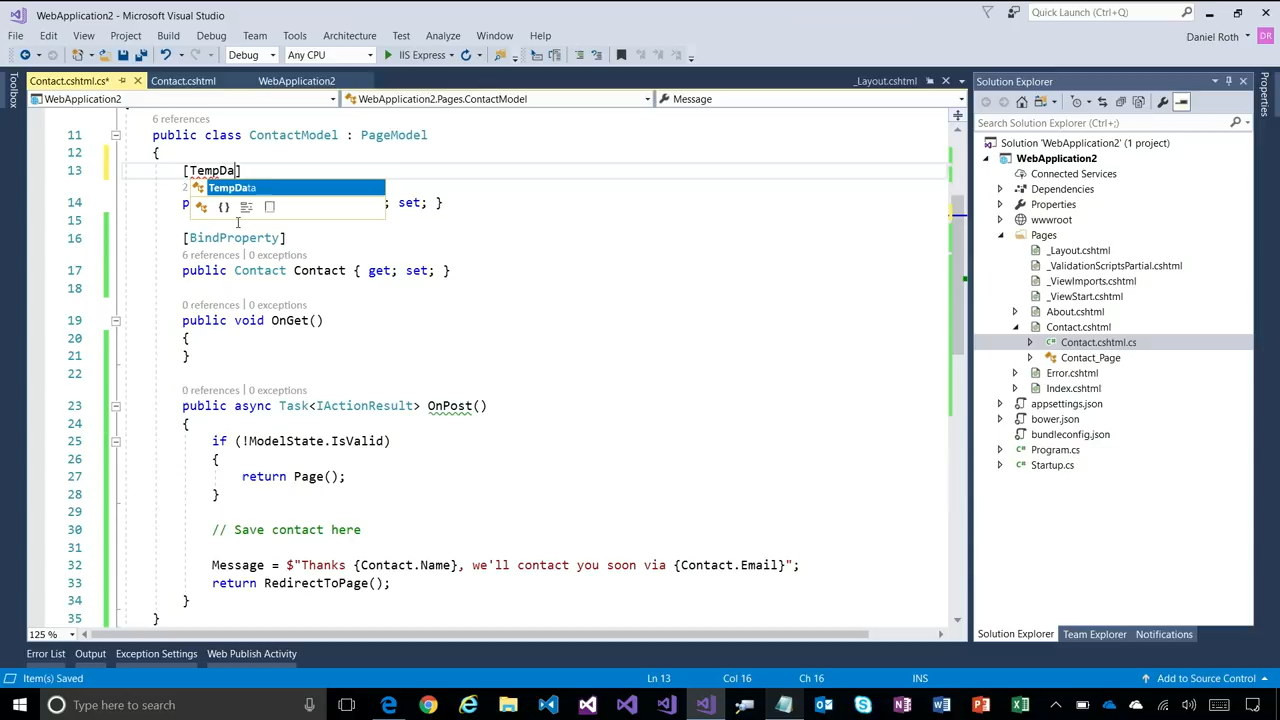 WebApplication2 * - Microsoft Visual Studio
Quick Launch (Ctrl+Q)
File Edit View Project Build Debug Team Tools Architecture Test Analyze Window Help
Daniel Roth DR
Debug Any CPU IIS Express
Toolbox
Contact.cshtml.cs* Contact.cshtml WebApplication2 _Layout.cshtml
WebApplication2 WebApplication2.Pages.ContactModel Message
6 references
11 public class ContactModel : PageModel
12 {
13 [TempDa]
2
TempData
14 p ; set; }
15
16 [BindProperty]
6 references | 0 exceptions
17 public Contact Contact { get; set; }
18
0 references | 0 exceptions
19 public void OnGet()
20 {
21 }
22
0 references | 0 exceptions
23 public async Task<IActionResult> OnPost()
24 {
25 if (!ModelState.IsValid)
26 {
27 return Page();
28 }
29
30 // Save contact here
31
32 Message = $"Thanks {Contact.Name}, we'll contact you soon via {Contact.Email}";
33 return RedirectToPage();
34 }
35 }
125 %
Solution Explorer
Properties
Search Solution Explorer (Ctrl+;)
Solution 'WebApplication2' (1 project)
WebApplication2
Connected Services
Dependencies
Properties
wwwroot
Pages
_Layout.cshtml
_ValidationScriptsPartial.cshtml
_ViewImports.cshtml
_ViewStart.cshtml
About.cshtml
Contact.cshtml
Contact.cshtml.cs
Contact_Page
Error.cshtml
Index.cshtml
appsettings.json
bower.json
bundleconfig.json
Program.cs
Startup.cs
Solution Explorer Team Explorer Notifications
Error List Output Exception Settings Web Publish Activity
Item(s) Saved Ln 13 Col 16 Ch 16 INS Add to Source Control
Type here to search